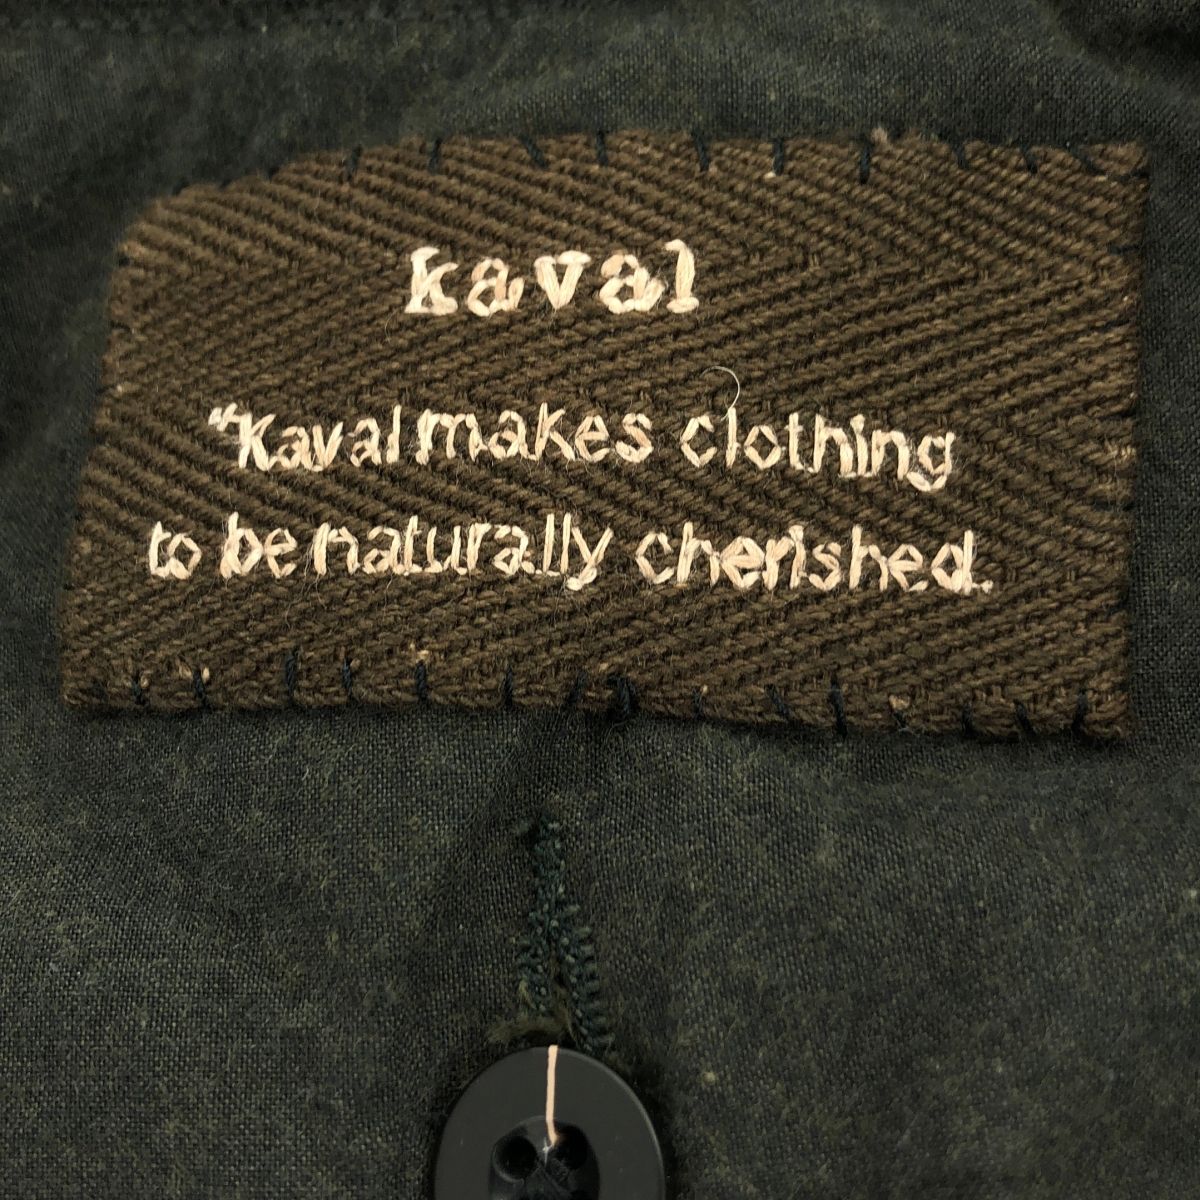 kaval
"Kaval makes clothing
to be naturally cherished.